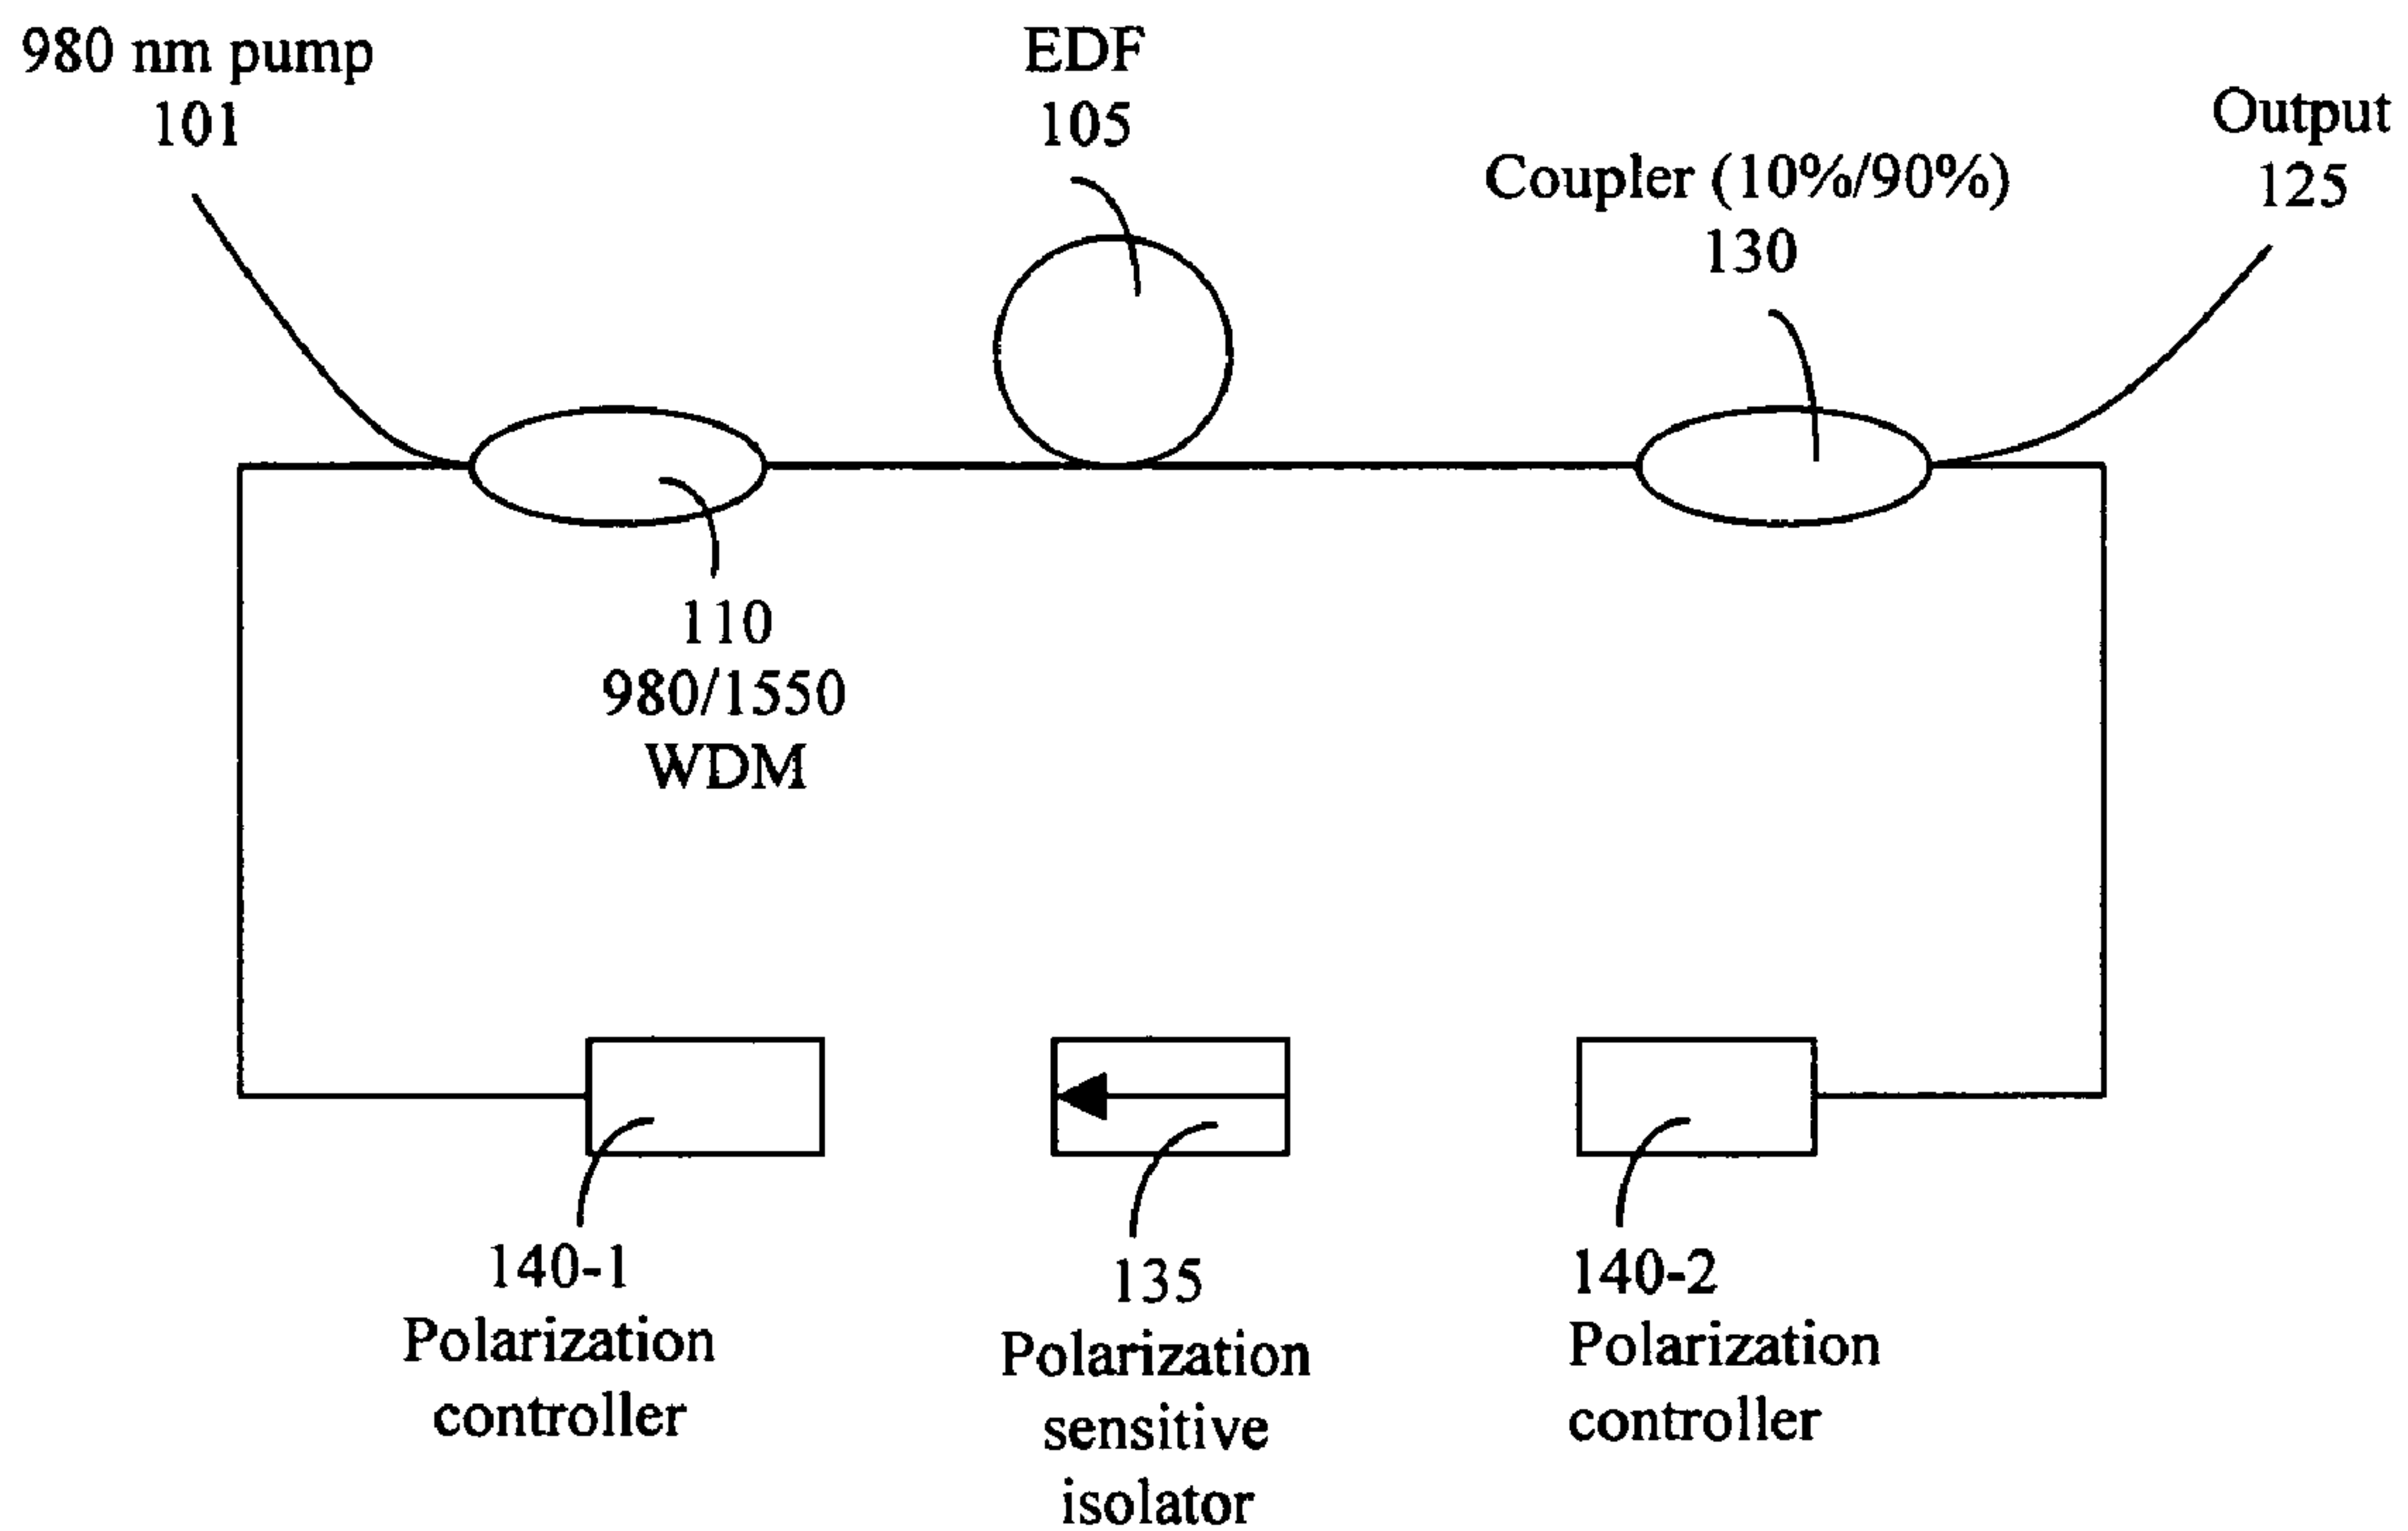 980 nm pump
101
EDF
105
Output
125
Coupler (10%/90%)
130
110
980/1550
WDM
140-1
Polarization
controller
135
Polarization
sensitive
isolator
140-2
Polarization
controller